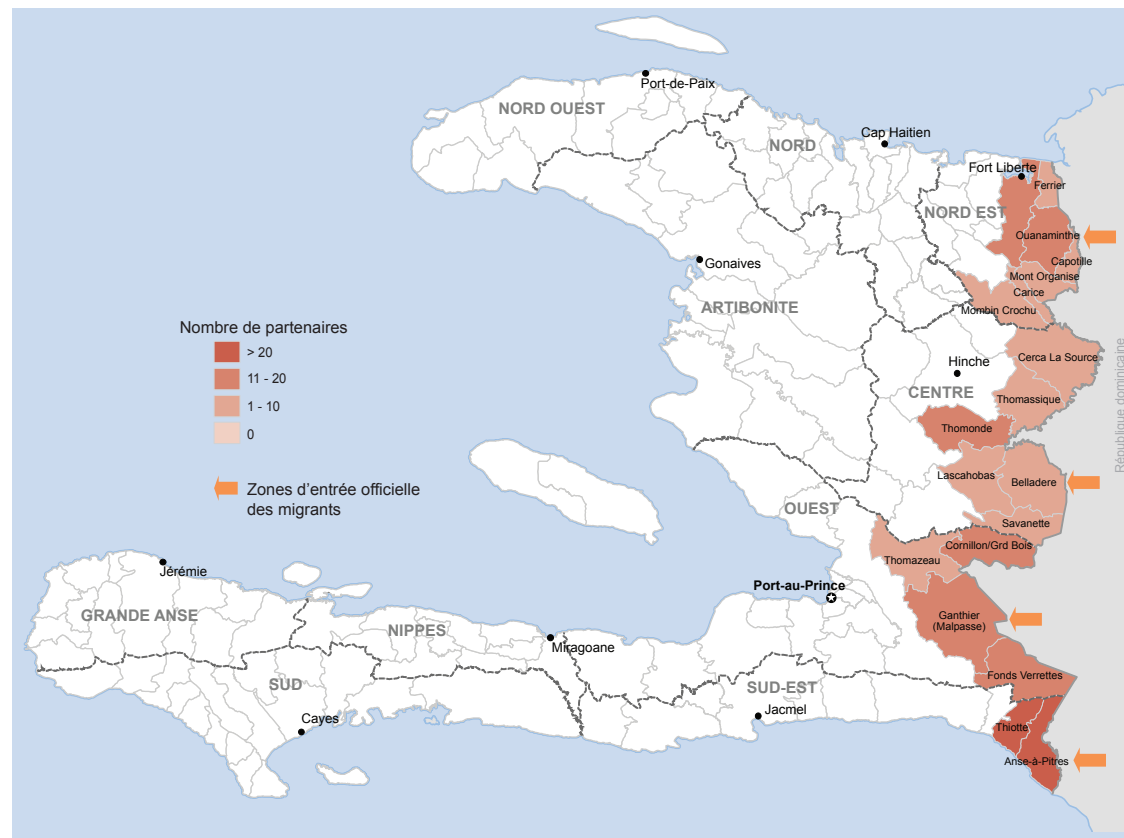 Port-de-Paix
NORD OUEST
Cap Haitien
NORD
Fort Liberte
Ferrier
NORD EST
Ouanaminthe
Capotille
Gonaives
Mont Organise
Carice
ARTIBONITE
Mombin Crochu
Nombre de partenaires
> 20
11 - 20
1 - 10
0
Zones d'entrée officielle
des migrants
Hinche
Cerca La Source
CENTRE
Thomassique
République dominicaine
Thomonde
Lascahobas
Belladere
OUEST
Savanette
Cornillon/Grd Bois
Thomazeau
Jérémie
Port-au-Prince
GRANDE ANSE
Ganthier
(Malpasse)
NIPPES
Miragoane
Fonds Verrettes
SUD
SUD-EST
Jacmel
Cayes
Thiotte
Anse-à-Pitres